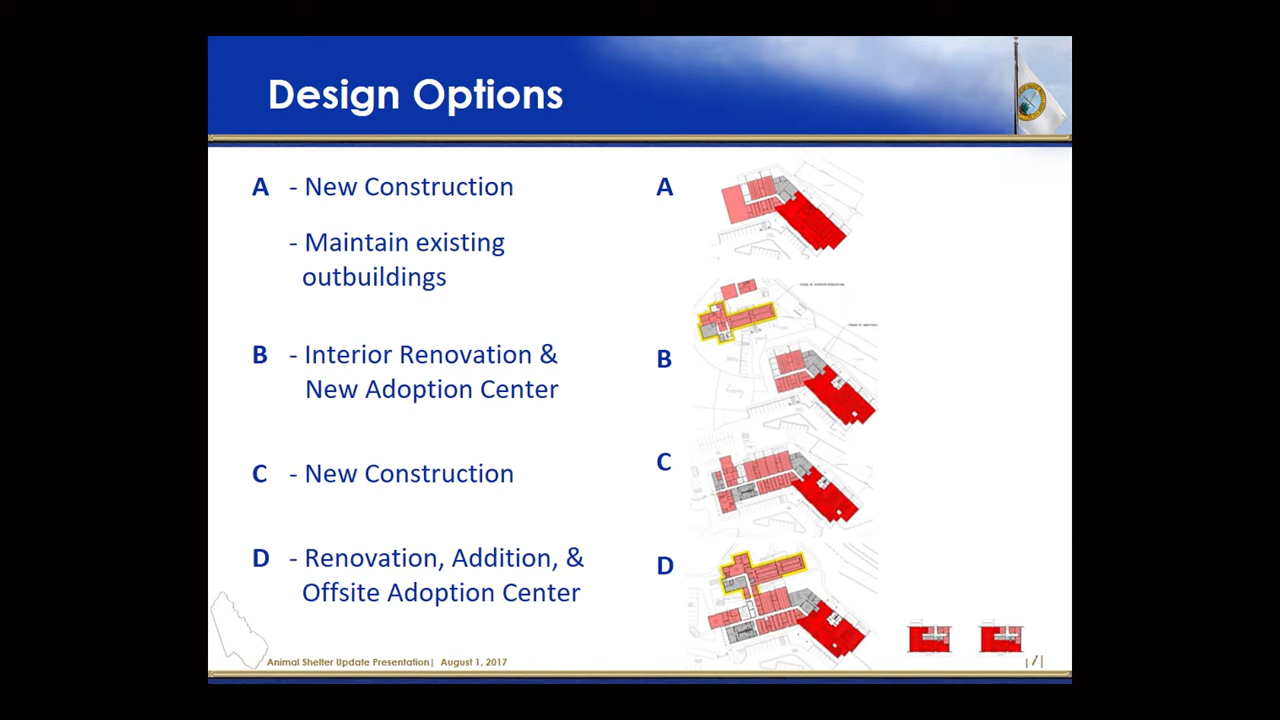 Design Options
A - New Construction
- Maintain existing
outbuildings
B - Interior Renovation &
New Adoption Center
C - New Construction
D - Renovation, Addition, &
Offsite Adoption Center
A
B
C
D
Animal Shelter Update Presentation| August 1, 2017
| 7 |